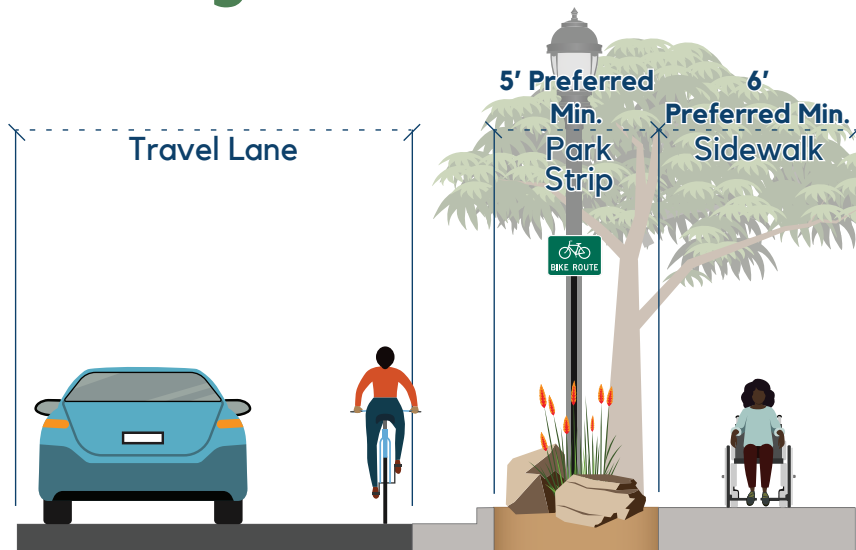 Travel Lane
5' Preferred
Min.
Park
Strip
6'
Preferred Min.
Sidewalk
BIKE ROUTE